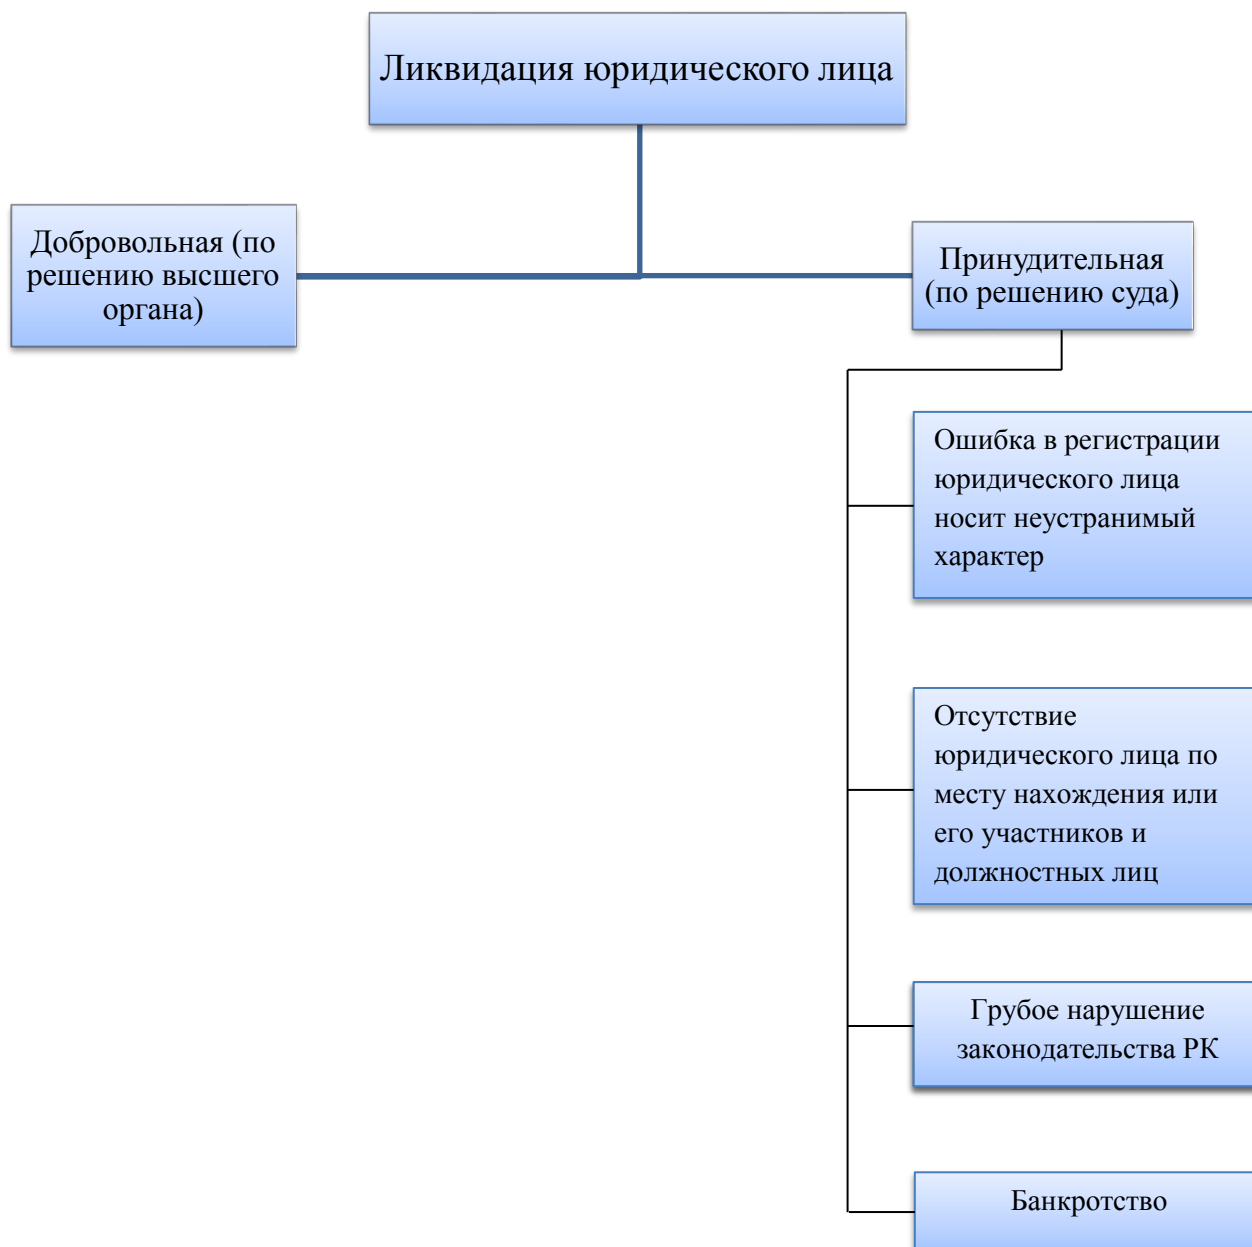 Ликвидация юридического лица
Добровольная (по
решению высшего
органа)
Принудительная
(по решению суда)
Ошибка в регистрации
юридического лица
носит неустранимый
характер
Отсутствие
юридического лица по
месту нахождения или
его участников и
должностных лиц
Грубое нарушение
законодательства РК
Банкротство